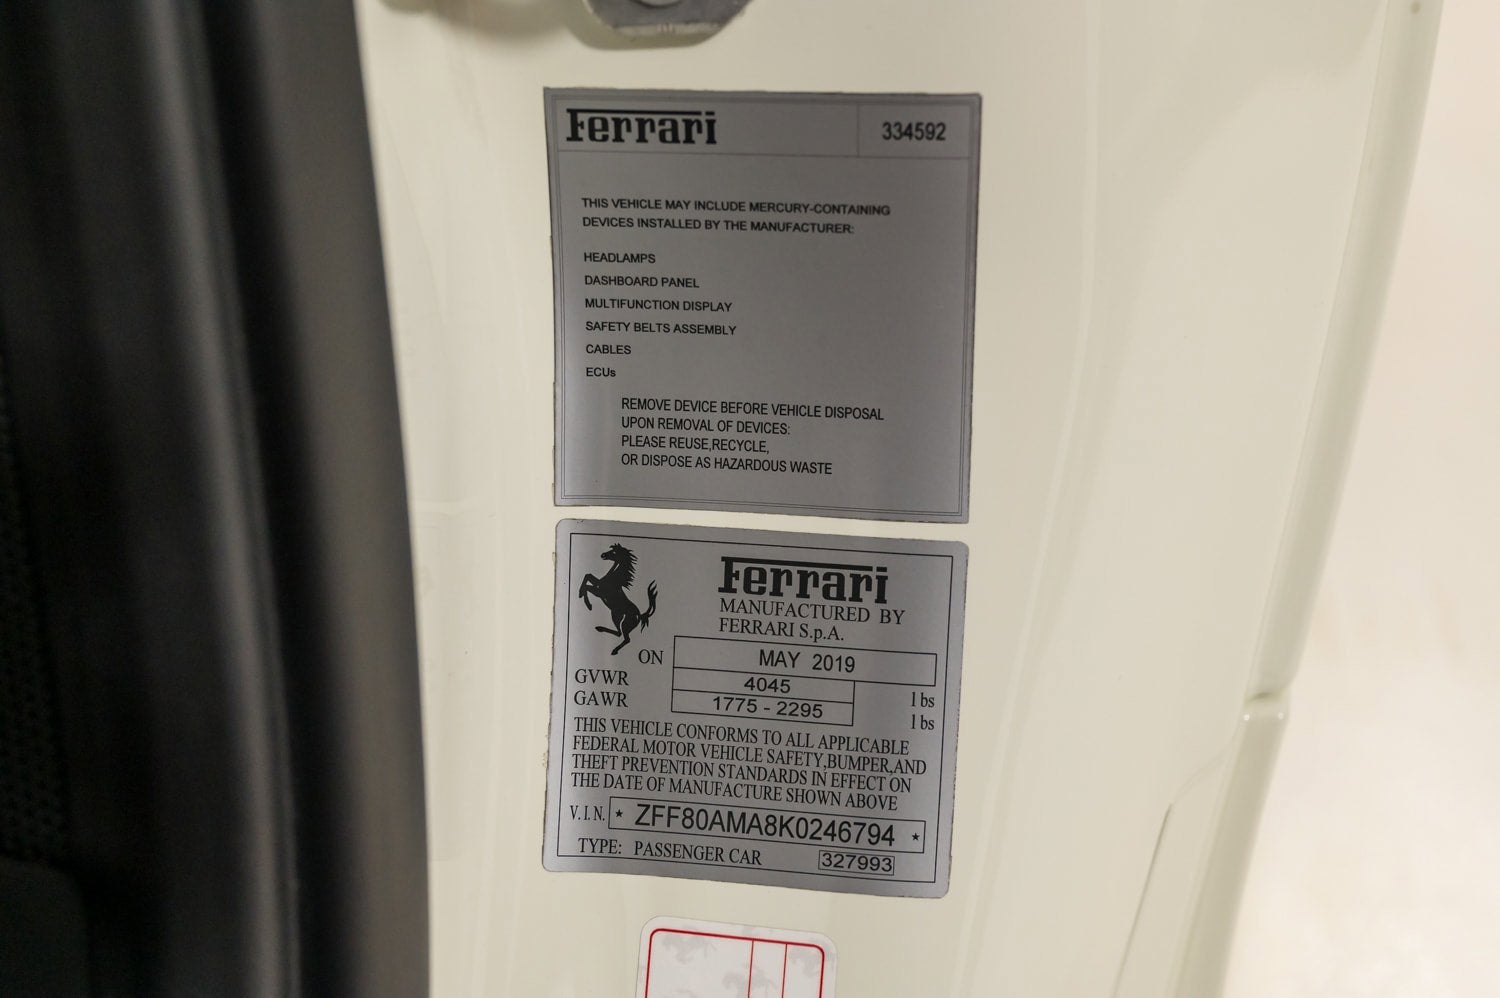 Ferrari 334592
THIS VEHICLE MAY INCLUDE MERCURY-CONTAINING
DEVICES INSTALLED BY THE MANUFACTURER:
HEADLAMPS
DASHBOARD PANEL
MULTIFUNCTION DISPLAY
SAFETY BELTS ASSEMBLY
CABLES
ECUs
REMOVE DEVICE BEFORE VEHICLE DISPOSAL
UPON REMOVAL OF DEVICES:
PLEASE REUSE,RECYCLE,
OR DISPOSE AS HAZARDOUS WASTE
Ferrari
MANUFACTURED BY
FERRARI S.p.A.
ON MAY 2019
GVWR 4045 lbs
GAWR 1775 - 2295 lbs
THIS VEHICLE CONFORMS TO ALL APPLICABLE
FEDERAL MOTOR VEHICLE SAFETY,BUMPER,AND
THEFT PREVENTION STANDARDS IN EFFECT ON
THE DATE OF MANUFACTURE SHOWN ABOVE
V.I.N. * ZFF80AMA8K0246794 *
TYPE: PASSENGER CAR 327993